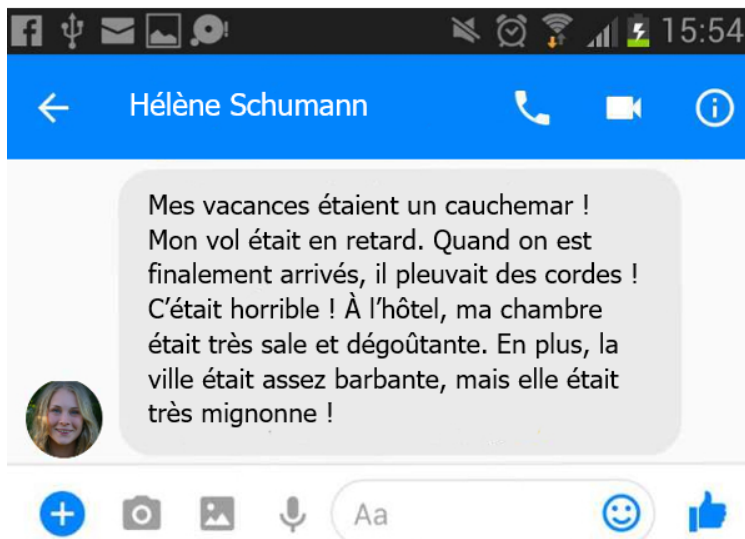 15:54
Hélène Schumann
Mes vacances étaient un cauchemar !
Mon vol était en retard. Quand on est
finalement arrivés, il pleuvait des cordes !
C’était horrible ! À l’hôtel, ma chambre
était très sale et dégoûtante. En plus, la
ville était assez barbante, mais elle était
très mignonne !
Aa